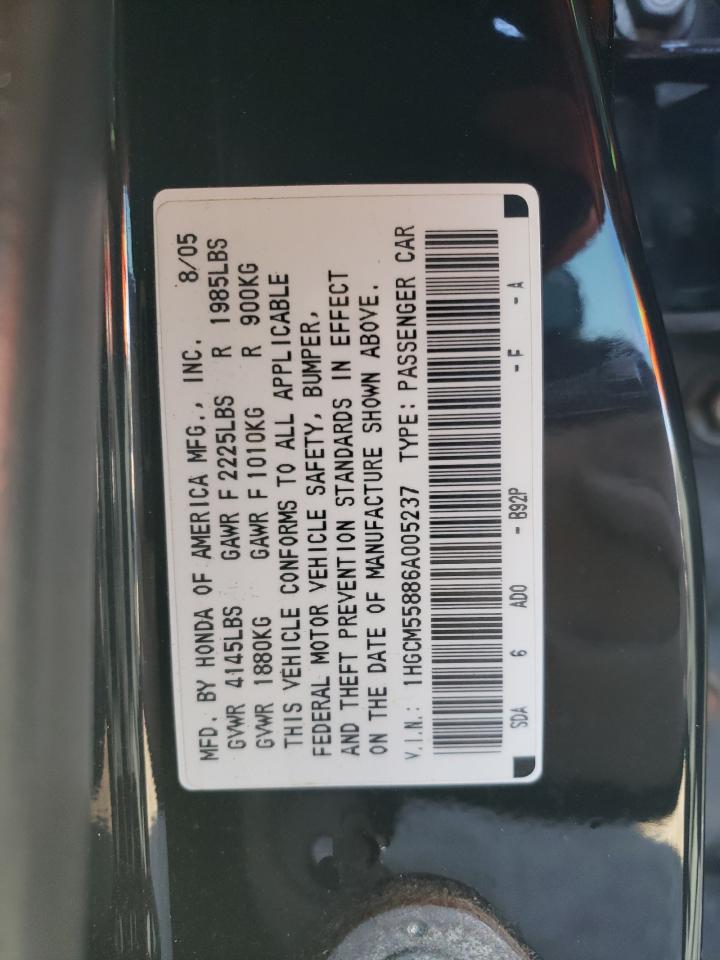 MFD. BY HONDA OF AMERICA MFG., INC. 8/05
GVWR 4145LBS GAWR F 2225LBS R 1985LBS
GVWR 1880KG GAWR F 1010KG R 900KG
THIS VEHICLE CONFORMS TO ALL APPLICABLE
FEDERAL MOTOR VEHICLE SAFETY, BUMPER,
AND THEFT PREVENTION STANDARDS IN EFFECT
ON THE DATE OF MANUFACTURE SHOWN ABOVE.
V.I.N.: 1HGCM55886A005237 TYPE: PASSENGER CAR
SDA 6 ADO - B92P - F - A